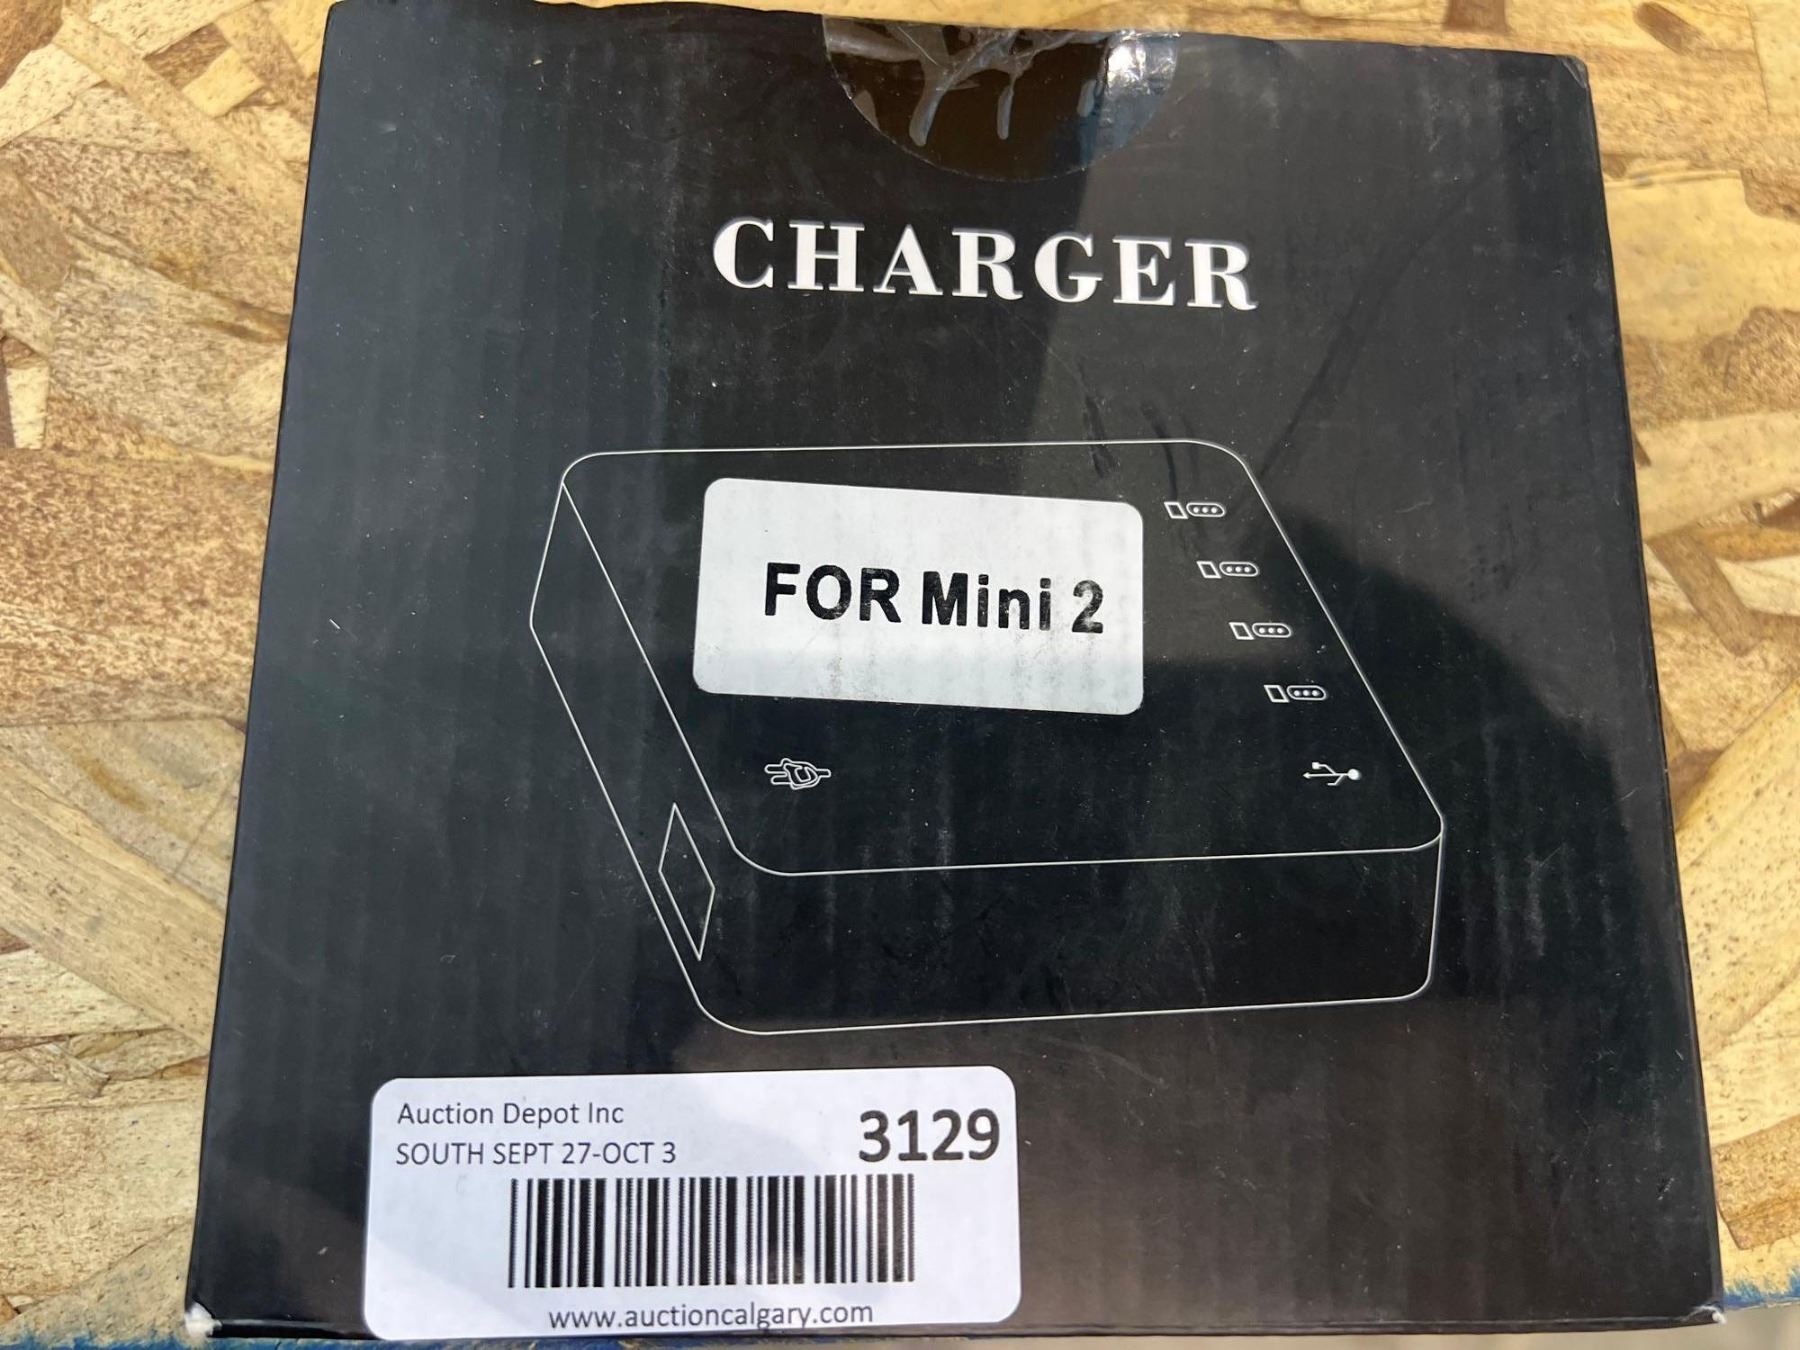 CHARGER
FOR Mini 2
Auction Depot Inc
SOUTH SEPT 27-OCT 3
3129
www.auctioncalgary.com